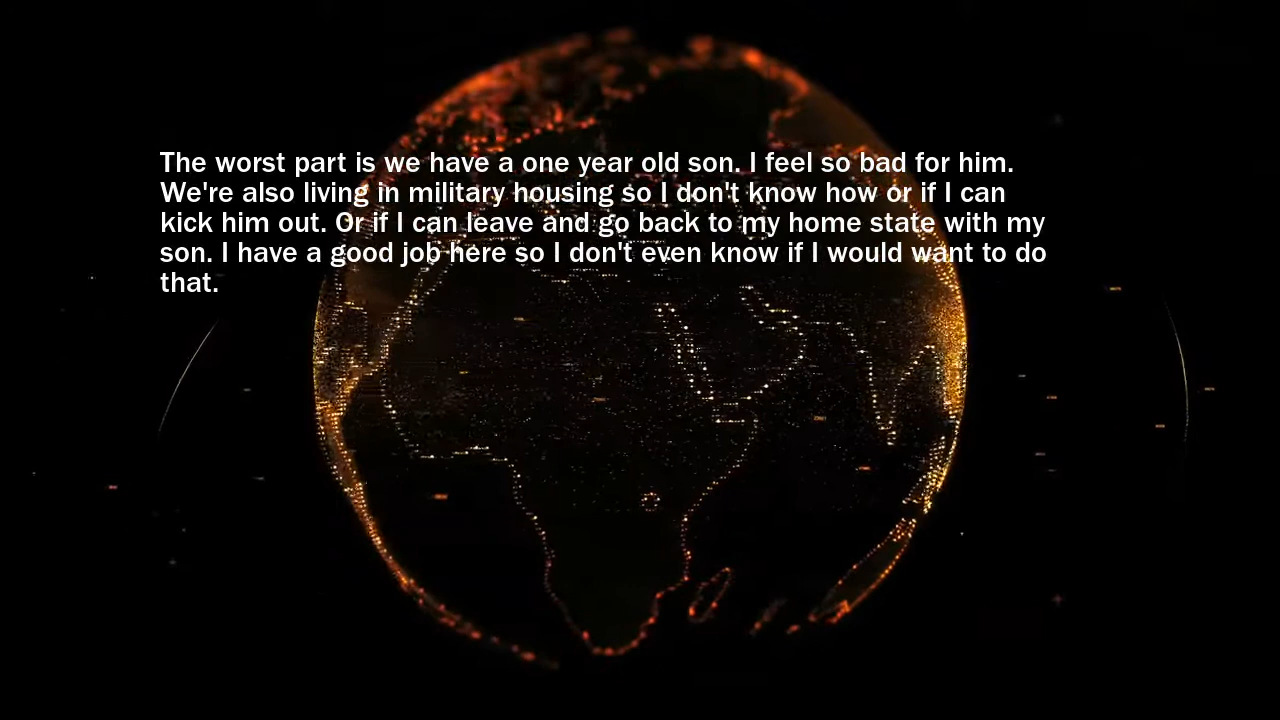 The worst part is we have a one year old son. I feel so bad for him.
We're also living in military housing so I don't know how or if I can
kick him out. Or if I can leave and go back to my home state with my
son. I have a good job here so I don't even know if I would want to do
that.